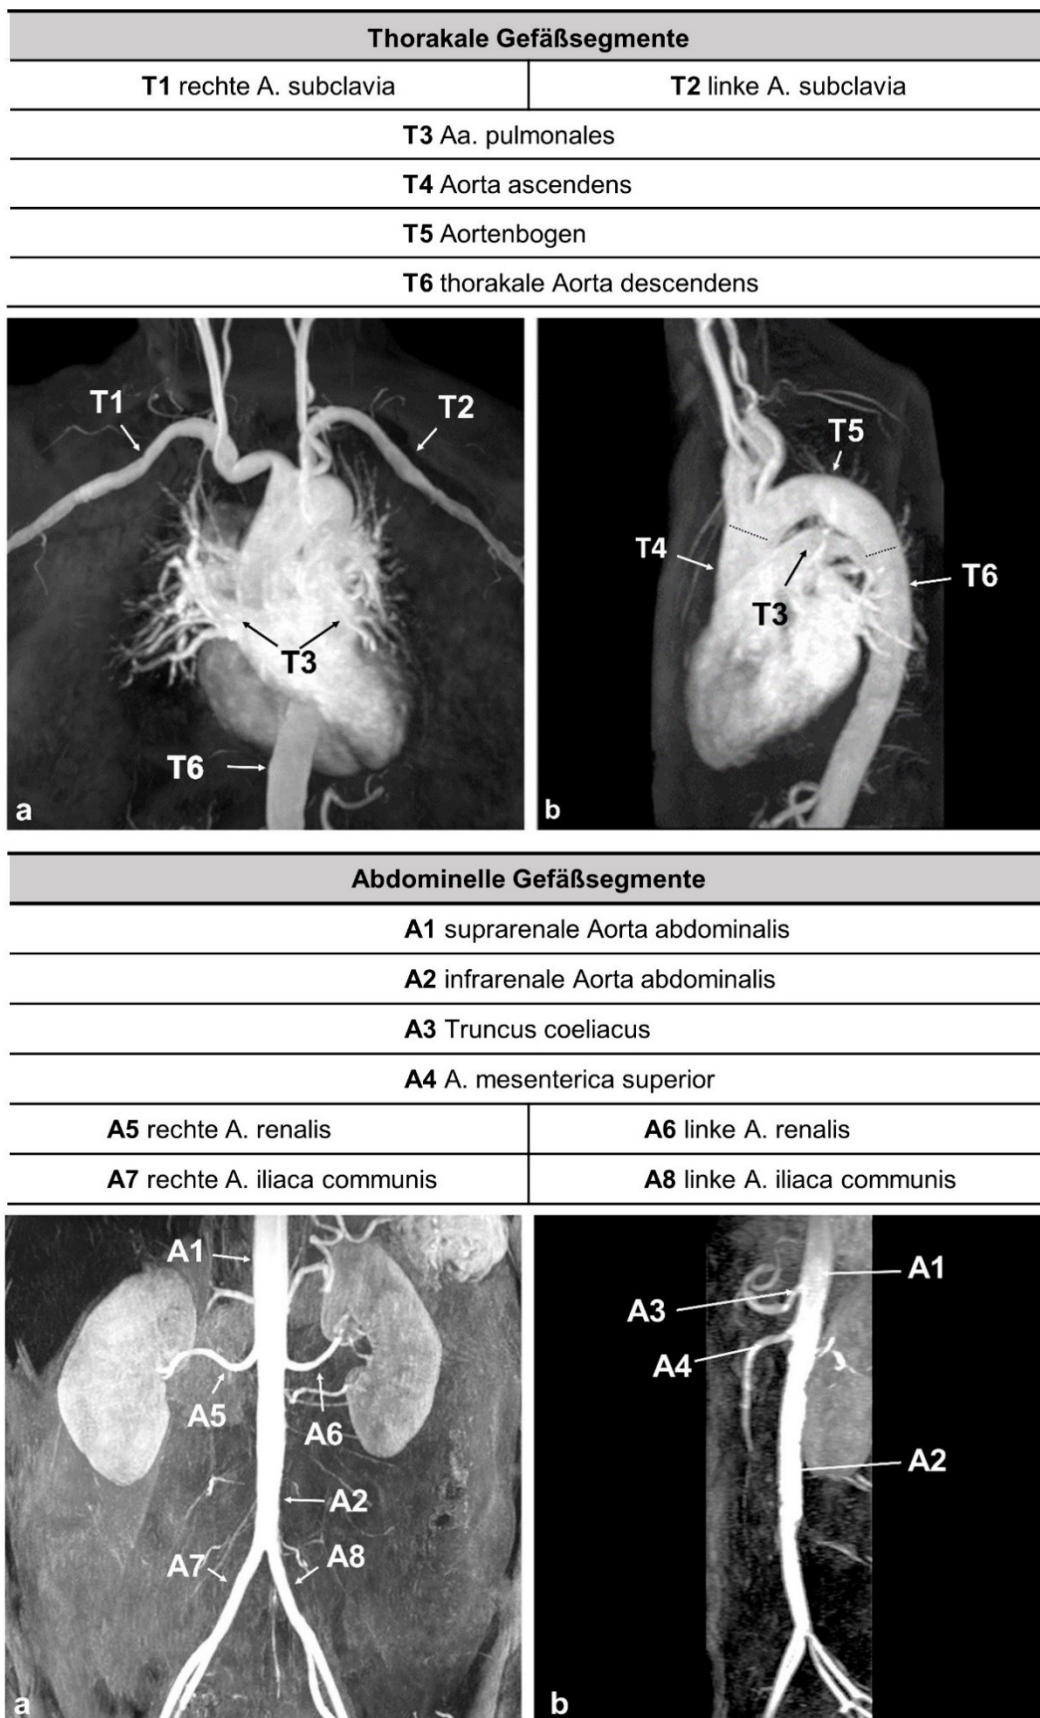 Thorakale Gefäßsegmente
T1 rechte A. subclavia
T2 linke A. subclavia
T3 Aa. pulmonales
T4 Aorta ascendens
T5 Aortenbogen
T6 thorakale Aorta descendens
T1
T2
T3
T6
a
T5
T4
T3
T6
b
Abdominelle Gefäßsegmente
A1 suprarenale Aorta abdominalis
A2 infrarenale Aorta abdominalis
A3 Truncus coeliacus
A4 A. mesenterica superior
A5 rechte A. renalis
A6 linke A. renalis
A7 rechte A. iliaca communis
A8 linke A. iliaca communis
A1
A5
A6
A2
A7
A8
a
A1
A3
A4
A2
b